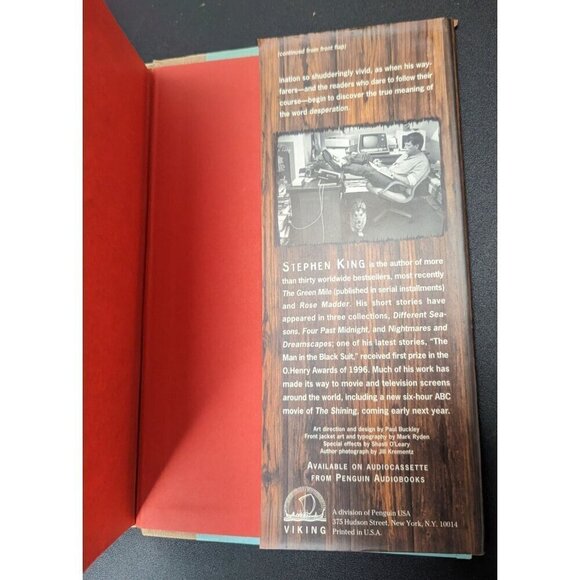 (continued from front flap)
ination so shudderingly vivid, as when his way-
farers—and the readers who dare to follow their
course—begin to discover the true meaning of
the word desperation.
STEPHEN KING is the author of more
than thirty worldwide bestsellers, most recently
The Green Mile (published in serial installments)
and Rose Madder. His short stories have
appeared in three collections, Different Sea-
sons, Four Past Midnight, and Nightmares and
Dreamscapes; one of his latest stories, "The
Man in the Black Suit," received first prize in the
O.Henry Awards of 1996. Much of his work has
made its way to movie and television screens
around the world, including a new six-hour ABC
movie of The Shining, coming early next year.
Art direction and design by Paul Buckley
Front jacket art and typography by Mark Ryden
Special effects by Shasti O'Leary
Author photograph by Jill Krementz
AVAILABLE ON AUDIOCASSETTE
FROM PENGUIN AUDIOBOOKS
VIKING
A division of Penguin USA
375 Hudson Street, New York, N.Y. 10014
Printed in U.S.A.